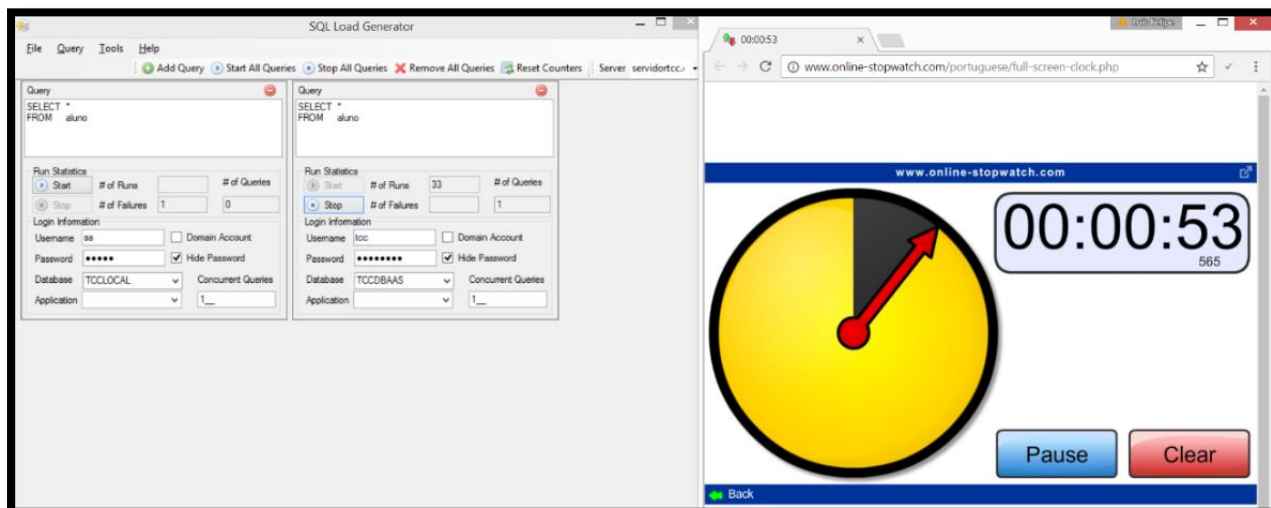 SQL Load Generator
File Query Tools Help
Add Query Start All Queries Stop All Queries Remove All Queries Reset Counters Server servidortcc.
Query
SELECT *
FROM aluno
Run Statistics
Start # of Runs # of Queries
Stop # of Failures 1 0
Login Information
Username sa Domain Account
Password ••••• Hide Password
Database TCCLOCAL Concurrent Queries
Application 1__
Query
SELECT *
FROM aluno
Run Statistics
Start # of Runs 33 # of Queries
Stop # of Failures 1
Login Information
Username tcc Domain Account
Password •••••••• Hide Password
Database TCCDBAAS Concurrent Queries
Application 1__
00:00:53
www.online-stopwatch.com/portuguese/full-screen-clock.php
www.online-stopwatch.com
00:00:53
565
Pause Clear
Back